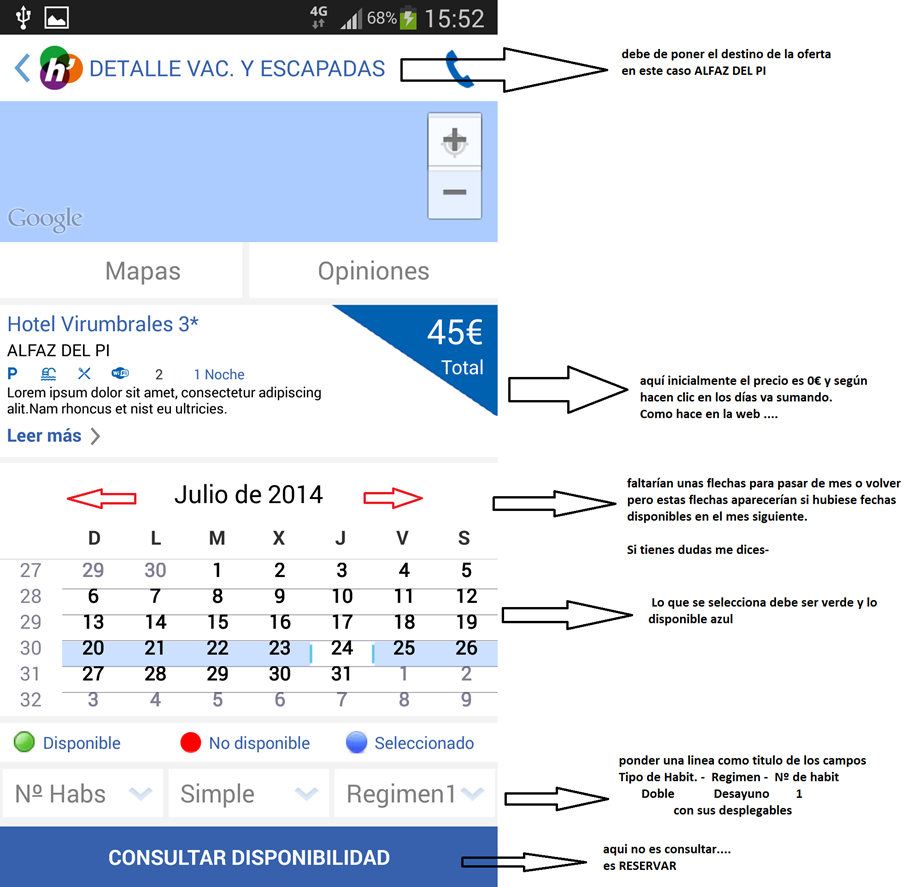 4G 68% 15:52
h' DETALLE VAC. Y ESCAPADAS
debe de poner el destino de la oferta
en este caso ALFAZ DEL PI
Google
Mapas Opiniones
Hotel Virumbrales 3*
ALFAZ DEL PI
P WiFi 2 1 Noche
Lorem ipsum dolor sit amet, consectetur adipiscing
alit.Nam rhoncus et nist eu ultricies.
Leer más
45€
Total
aquí inicialmente el precio es 0€ y según
hacen clic en los días va sumando.
Como hace en la web ....
Julio de 2014
faltarían unas flechas para pasar de mes o volver
pero estas flechas aparecerían si hubiese fechas
disponibles en el mes siguiente.
Si tienes dudas me dices-
D L M X J V S
27 29 30 1 2 3 4 5
28 6 7 8 9 10 11 12
29 13 14 15 16 17 18 19
30 20 21 22 23 24 25 26
31 27 28 29 30 31 1 2
32 3 4 5 6 7 8 9
Lo que se selecciona debe ser verde y lo
disponible azul
Disponible No disponible Seleccionado
Nº Habs Simple Regimen1
ponder una linea como titulo de los campos
Tipo de Habit. - Regimen - Nº de habit
Doble Desayuno 1
con sus desplegables
CONSULTAR DISPONIBILIDAD
aqui no es consultar....
es RESERVAR